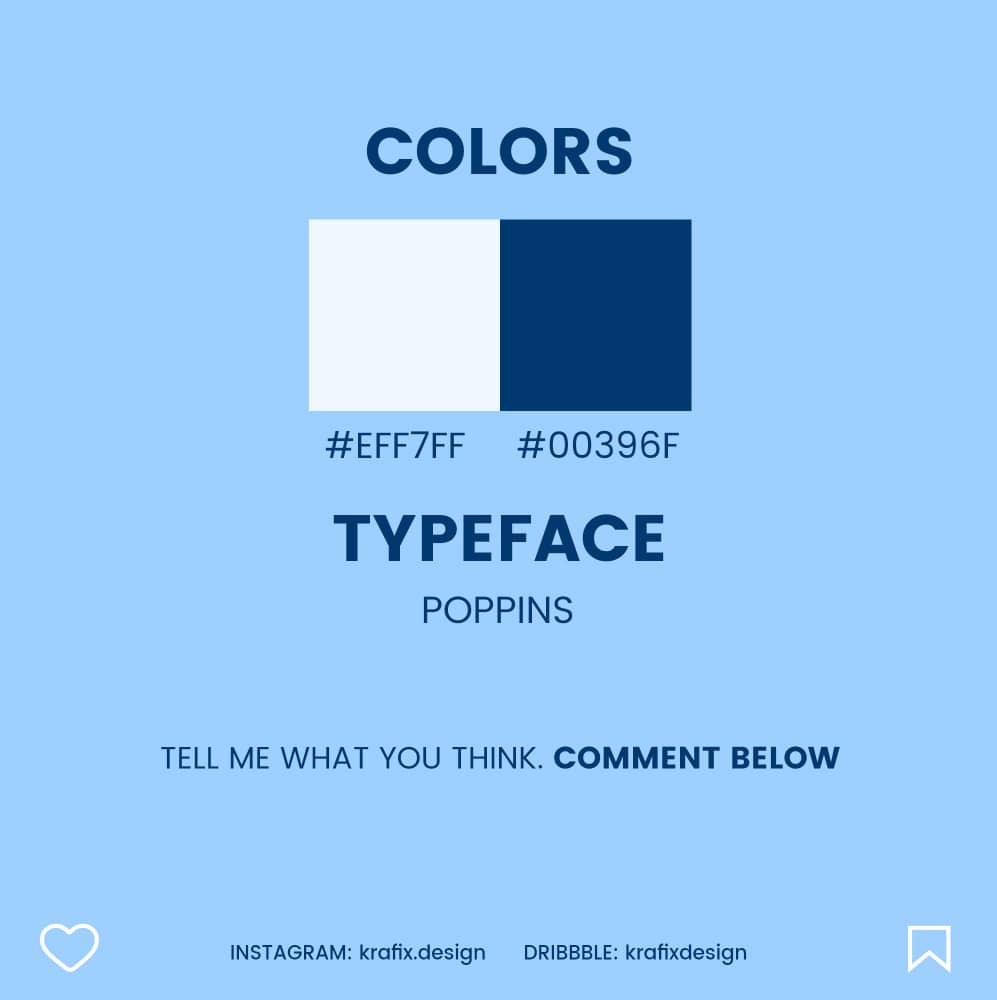 COLORS
#EFF7FF #00396F
TYPEFACE
POPPINS
TELL ME WHAT YOU THINK. COMMENT BELOW
INSTAGRAM: krafix.design DRIBBBLE: krafixdesign